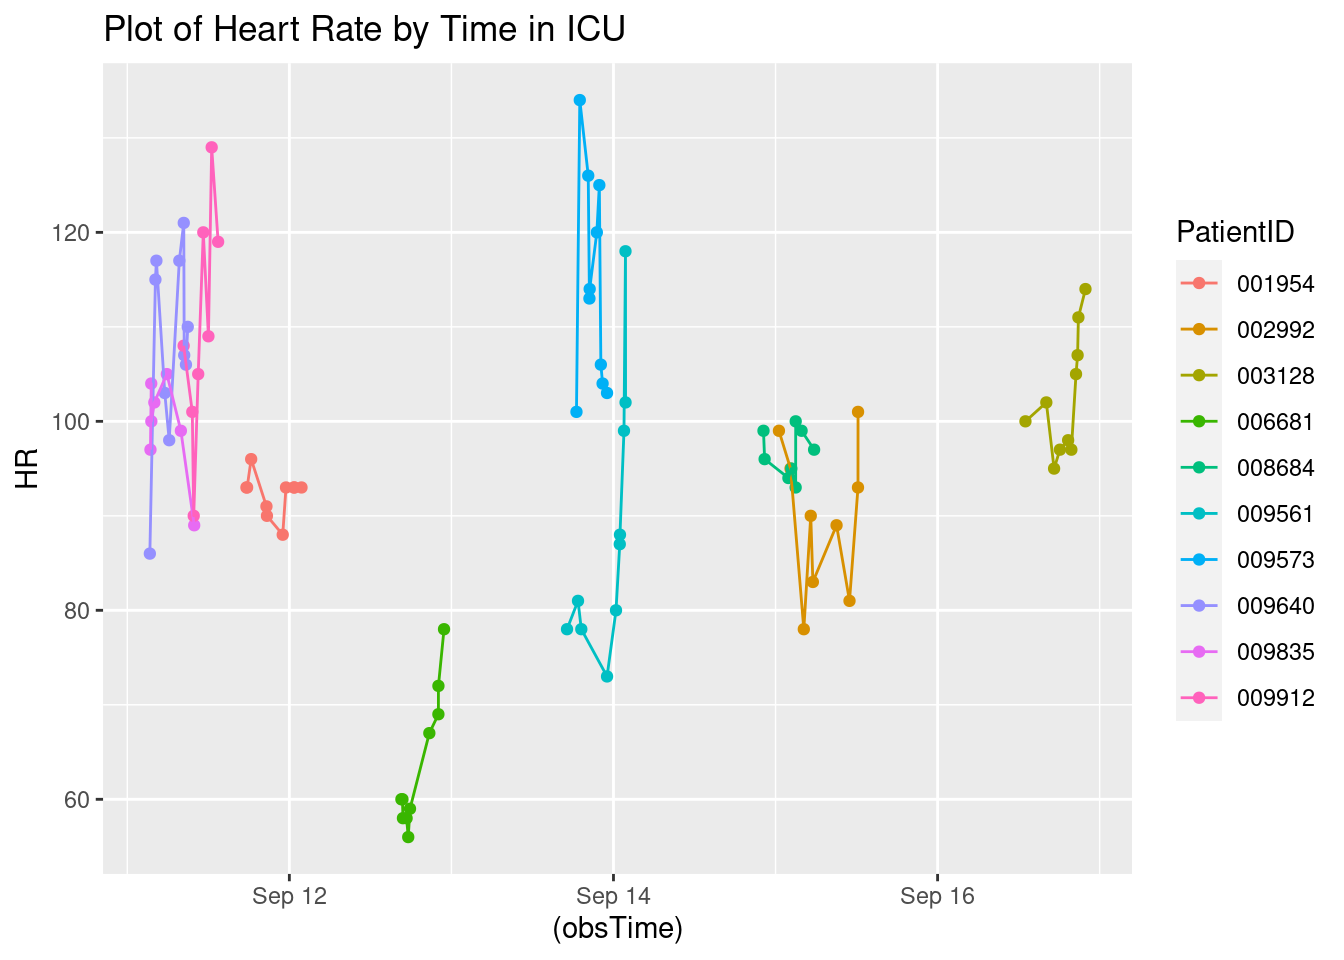 Plot of Heart Rate by Time in ICU
HR
120
100
80
60
Sep 12
Sep 14
Sep 16
(obsTime)
PatientID
001954
002992
003128
006681
008684
009561
009573
009640
009835
009912